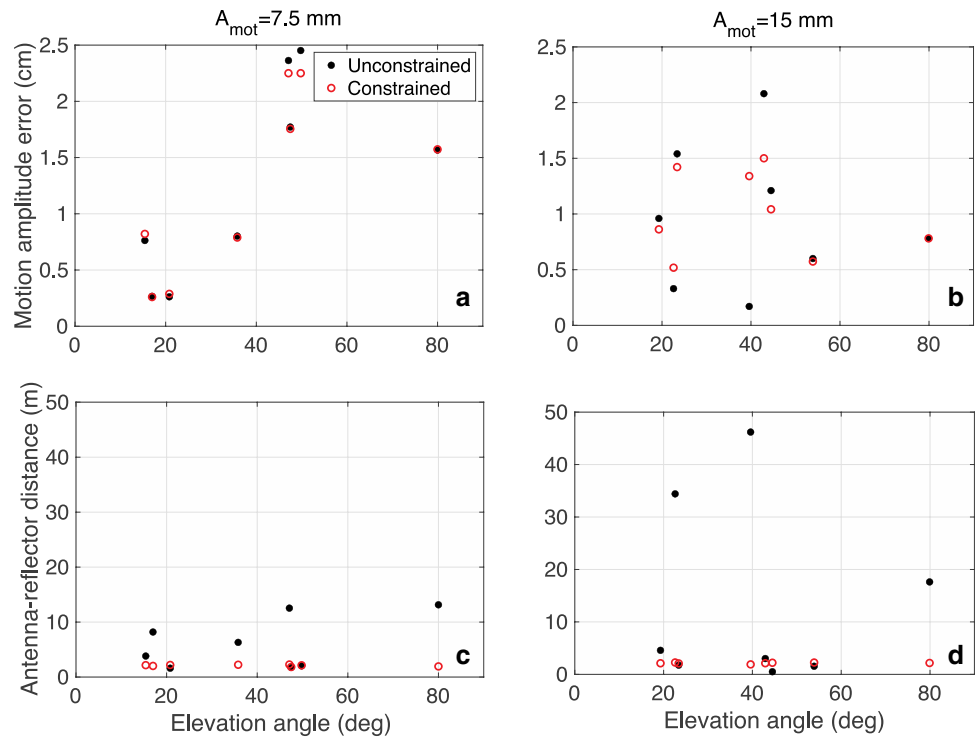 A_mot=7.5 mm
A_mot=15 mm
Motion amplitude error (cm)
2.5
2
1.5
1
0.5
0
Unconstrained
Constrained
a
0 20 40 60 80
2.5
2
1.5
1
0.5
0
b
0 20 40 60 80
Antenna-reflector distance (m)
50
40
30
20
10
0
c
0 20 40 60 80
Elevation angle (deg)
50
40
30
20
10
0
d
0 20 40 60 80
Elevation angle (deg)